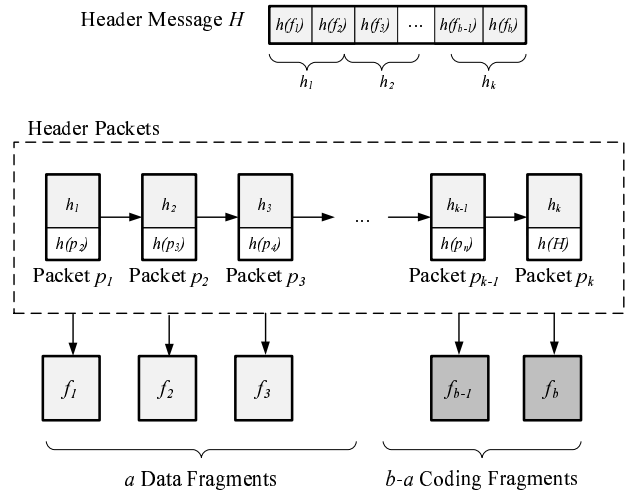 Header Message H
h(f1) h(f2) h(f3) ... h(fb-1) h(fb)
h1 h2 hk
Header Packets
h1 h2 h3 hk-1 hk
...
h(p2) h(p3) h(p4) h(pn) h(H)
Packet p1 Packet p2 Packet p3 Packet pk-1 Packet pk
f1 f2 f3 fb-1 fb
a Data Fragments b-a Coding Fragments